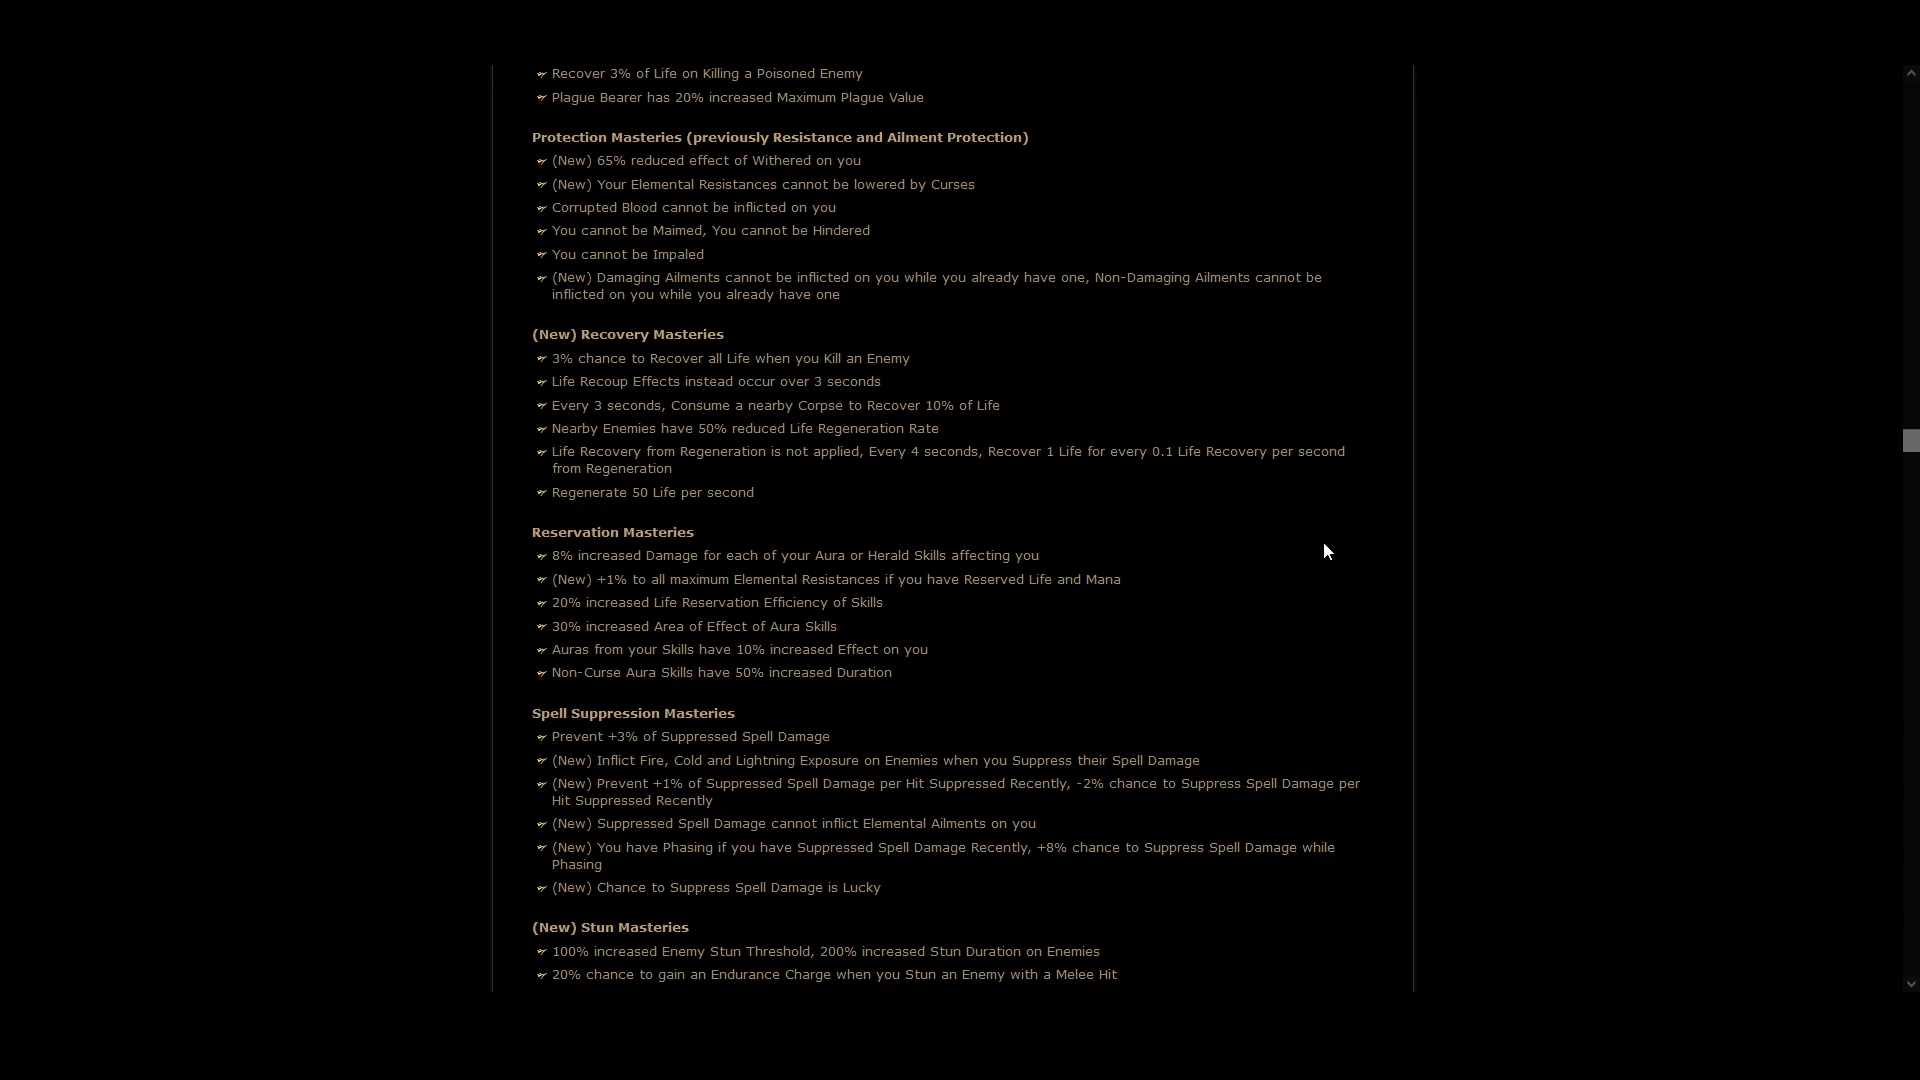 Recover 3% of Life on Killing a Poisoned Enemy
Plague Bearer has 20% increased Maximum Plague Value
Protection Masteries (previously Resistance and Ailment Protection)
(New) 65% reduced effect of Withered on you
(New) Your Elemental Resistances cannot be lowered by Curses
Corrupted Blood cannot be inflicted on you
You cannot be Maimed, You cannot be Hindered
You cannot be Impaled
(New) Damaging Ailments cannot be inflicted on you while you already have one, Non-Damaging Ailments cannot be
inflicted on you while you already have one
(New) Recovery Masteries
3% chance to Recover all Life when you Kill an Enemy
Life Recoup Effects instead occur over 3 seconds
Every 3 seconds, Consume a nearby Corpse to Recover 10% of Life
Nearby Enemies have 50% reduced Life Regeneration Rate
Life Recovery from Regeneration is not applied, Every 4 seconds, Recover 1 Life for every 0.1 Life Recovery per second
from Regeneration
Regenerate 50 Life per second
Reservation Masteries
8% increased Damage for each of your Aura or Herald Skills affecting you
(New) +1% to all maximum Elemental Resistances if you have Reserved Life and Mana
20% increased Life Reservation Efficiency of Skills
30% increased Area of Effect of Aura Skills
Auras from your Skills have 10% increased Effect on you
Non-Curse Aura Skills have 50% increased Duration
Spell Suppression Masteries
Prevent +3% of Suppressed Spell Damage
(New) Inflict Fire, Cold and Lightning Exposure on Enemies when you Suppress their Spell Damage
(New) Prevent +1% of Suppressed Spell Damage per Hit Suppressed Recently, -2% chance to Suppress Spell Damage per
Hit Suppressed Recently
(New) Suppressed Spell Damage cannot inflict Elemental Ailments on you
(New) You have Phasing if you have Suppressed Spell Damage Recently, +8% chance to Suppress Spell Damage while
Phasing
(New) Chance to Suppress Spell Damage is Lucky
(New) Stun Masteries
100% increased Enemy Stun Threshold, 200% increased Stun Duration on Enemies
20% chance to gain an Endurance Charge when you Stun an Enemy with a Melee Hit